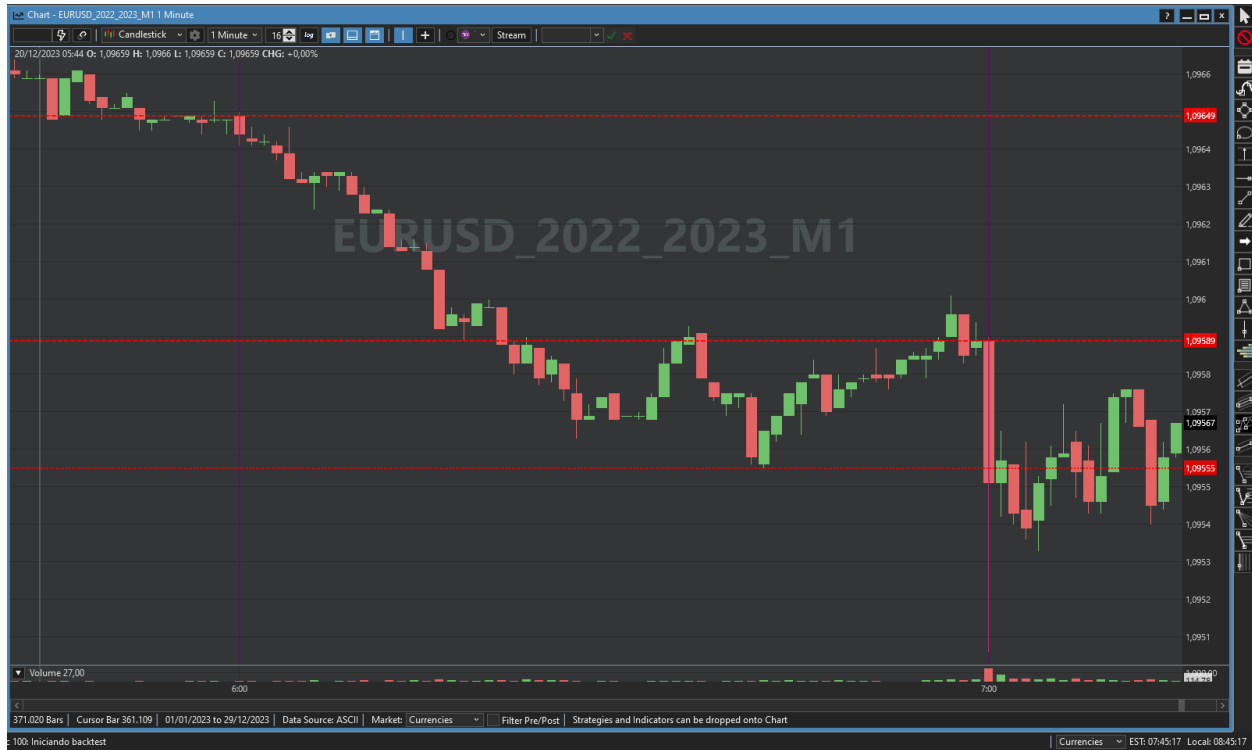 Chart - EURUSD_2022_2023_M1 1 Minute
Candlestick 1 Minute 16 log Stream
20/12/2023 05:44 O: 1,09659 H: 1,0966 L: 1,09659 C: 1,09659 CHG: +0,00%
EURUSD_2022_2023_M1
1,0966
1,09649
1,0964
1,0963
1,0962
1,0961
1,096
1,09589
1,0958
1,0957
1,09567
1,0956
1,09555
1,0955
1,0954
1,0953
1,0952
1,0951
Volume 27,00
114,78
6:00 7:00
371.020 Bars Cursor Bar 361.109 01/01/2023 to 29/12/2023 Data Source: ASCII Market: Currencies Filter Pre/Post Strategies and Indicators can be dropped onto Chart
100: Iniciando backtest Currencies EST: 07:45:17 Local: 08:45:17